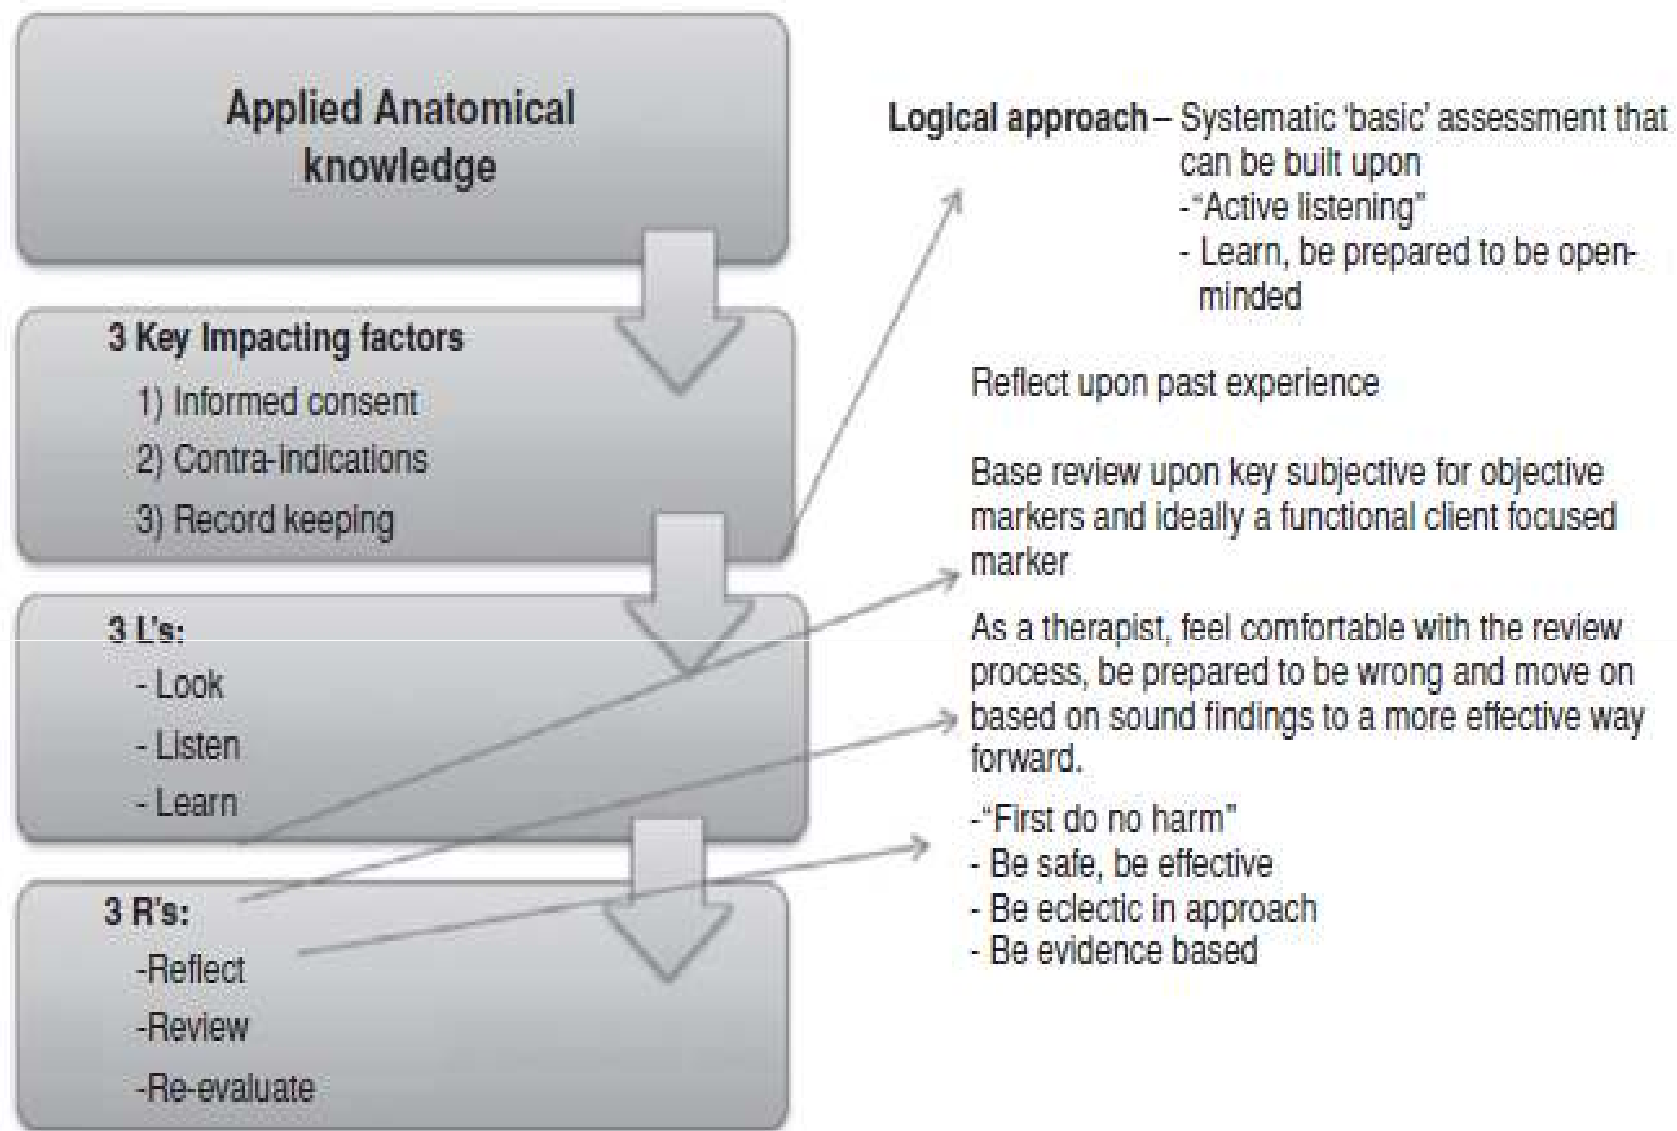 Applied Anatomical
knowledge
3 Key Impacting factors
1) Informed consent
2) Contra-indications
3) Record keeping
3 L's:
- Look
- Listen
- Learn
3 R's:
-Reflect
-Review
-Re-evaluate
Logical approach – Systematic ‘basic’ assessment that
can be built upon
-“Active listening”
- Learn, be prepared to be open-
minded
Reflect upon past experience
Base review upon key subjective for objective
markers and ideally a functional client focused
marker
As a therapist, feel comfortable with the review
process, be prepared to be wrong and move on
based on sound findings to a more effective way
forward.
-“First do no harm”
- Be safe, be effective
- Be eclectic in approach
- Be evidence based